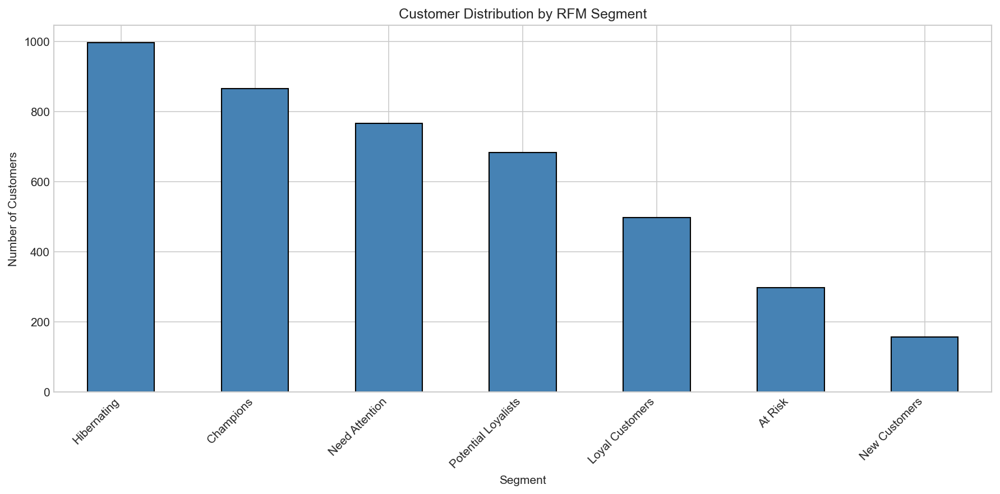 Customer Distribution by RFM Segment
Number of Customers
1000
800
600
400
200
0
Hibernating
Champions
Need Attention
Potential Loyalists
Loyal Customers
At Risk
New Customers
Segment